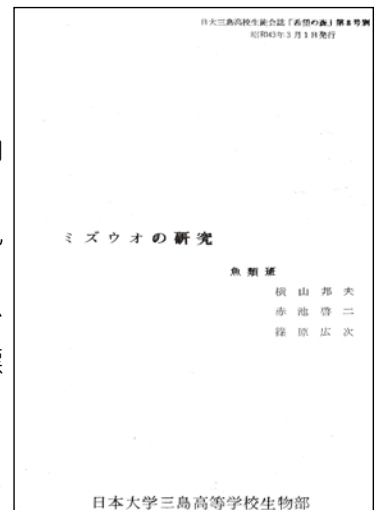 日大三島高校生徒会誌「希望の森」第8号別
昭和43年3月1日発行
ミズウオの研究
魚類班
横山邦夫
赤池啓二
篠原広次
日本大学三島高等学校生物部